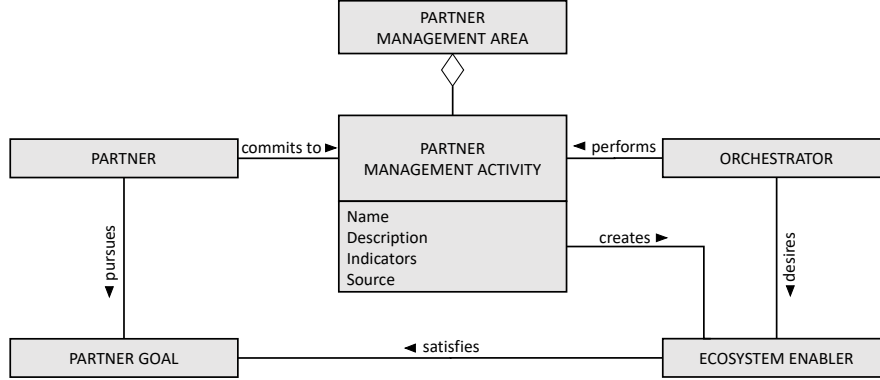 PARTNER
MANAGEMENT AREA
PARTNER
commits to
PARTNER
MANAGEMENT ACTIVITY
performs
ORCHESTRATOR
Name
Description
Indicators
Source
creates
pursues
desires
PARTNER GOAL
satisfies
ECOSYSTEM ENABLER